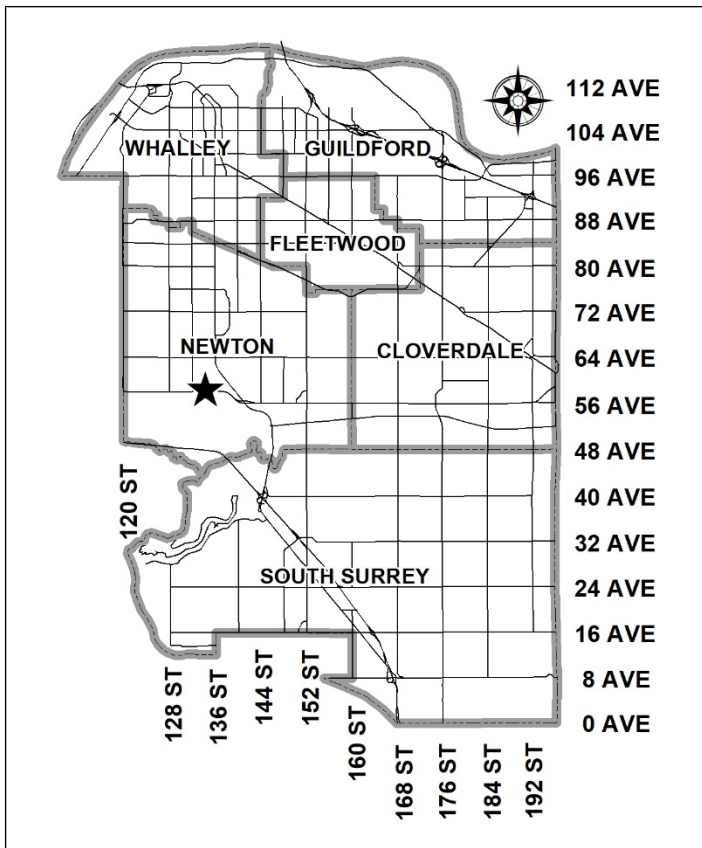 112 AVE
104 AVE
WHALLEY
GUILDFORD
96 AVE
88 AVE
FLEETWOOD
80 AVE
72 AVE
NEWTON
CLOVERDALE
64 AVE
56 AVE
48 AVE
120 ST
40 AVE
32 AVE
SOUTH SURREY
24 AVE
16 AVE
8 AVE
0 AVE
128 ST
136 ST
144 ST
152 ST
160 ST
168 ST
176 ST
184 ST
192 ST